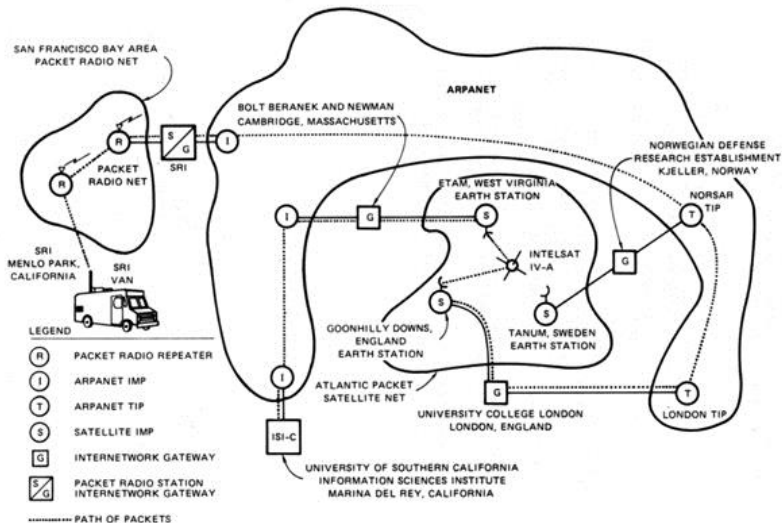 SAN FRANCISCO BAY AREA
PACKET RADIO NET
ARPANET
BOLT BERANEK AND NEWMAN
CAMBRIDGE, MASSACHUSETTS
NORWEGIAN DEFENSE
RESEARCH ESTABLISHMENT
KJELLER, NORWAY
R
S/G
I
PACKET
RADIO NET
SRI
R
ETAM, WEST VIRGINIA
EARTH STATION
NORSAR
TIP
I
G
S
T
SRI
MENLO PARK,
CALIFORNIA
SRI
VAN
INTELSAT
IV-A
G
S
S
GOONHILLY DOWNS,
ENGLAND
EARTH STATION
TANUM, SWEDEN
EARTH STATION
ATLANTIC PACKET
SATELLITE NET
I
G
T
UNIVERSITY COLLEGE LONDON
LONDON, ENGLAND
LONDON TIP
ISI-C
UNIVERSITY OF SOUTHERN CALIFORNIA
INFORMATION SCIENCES INSTITUTE
MARINA DEL REY, CALIFORNIA
LEGEND
R PACKET RADIO REPEATER
I ARPANET IMP
T ARPANET TIP
S SATELLITE IMP
G INTERNETWORK GATEWAY
S/G PACKET RADIO STATION
INTERNETWORK GATEWAY
PATH OF PACKETS